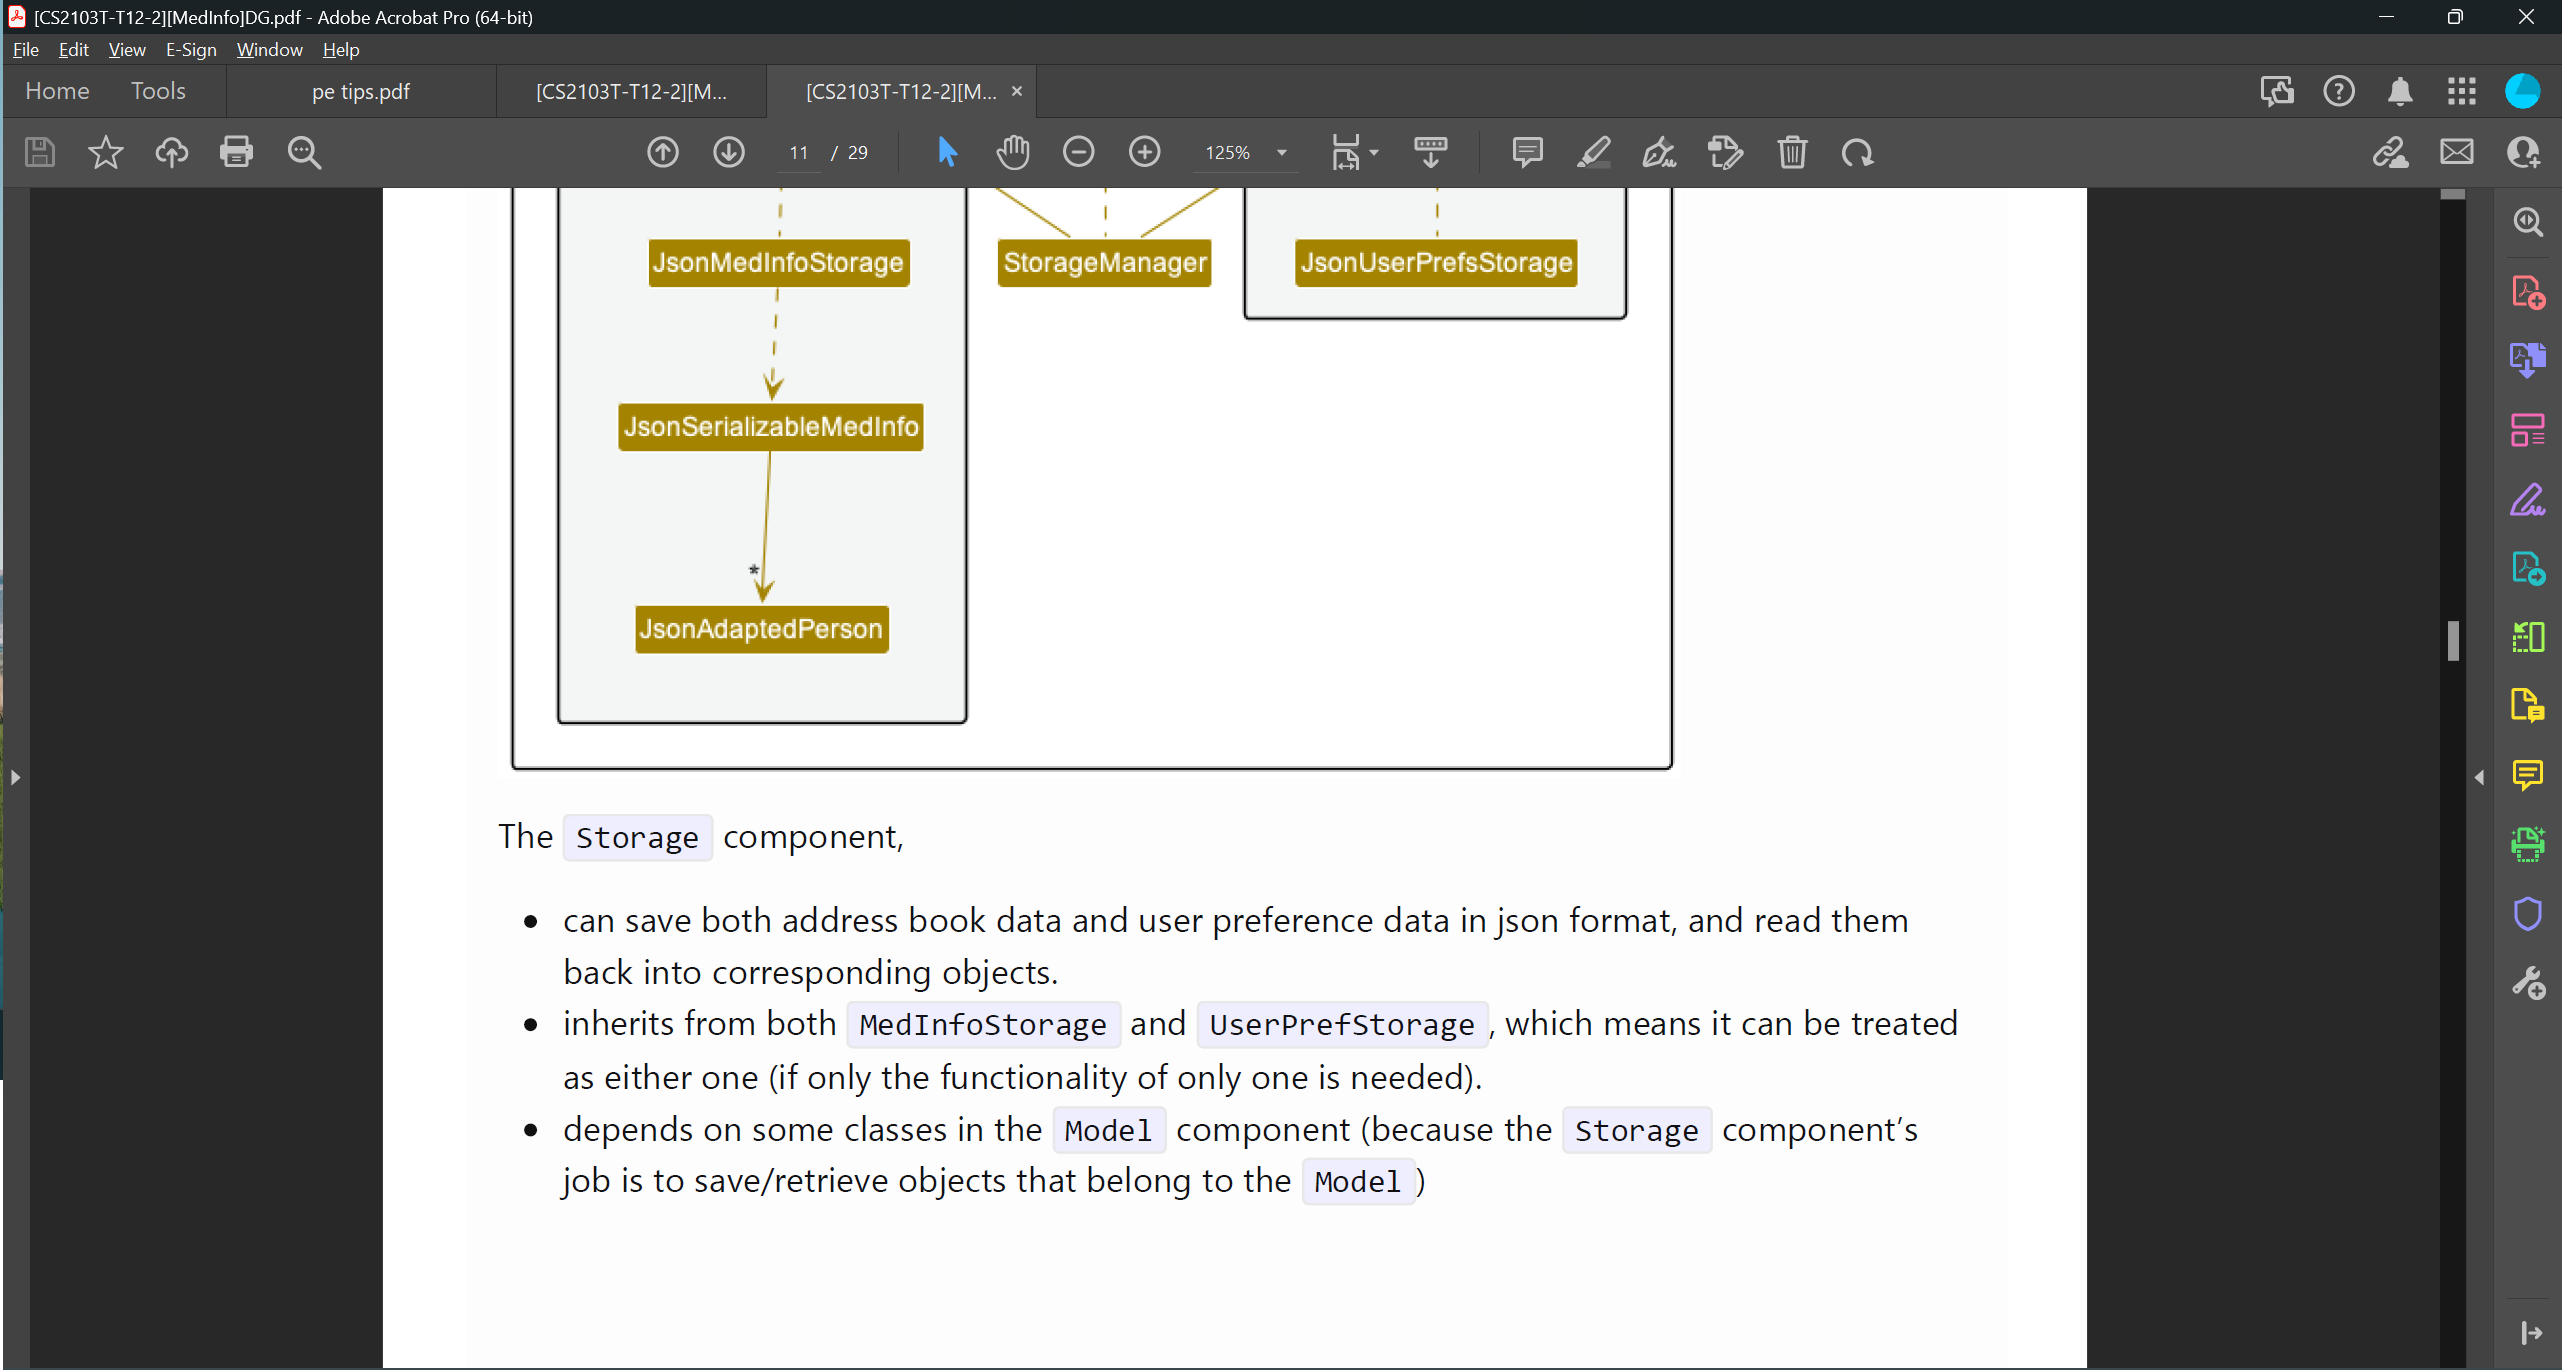 [CS2103T-T12-2][MedInfo]DG.pdf - Adobe Acrobat Pro (64-bit)
File Edit View E-Sign Window Help
Home Tools pe tips.pdf [CS2103T-T12-2][M... [CS2103T-T12-2][M... ×
11 / 29 125%
JsonMedInfoStorage StorageManager JsonUserPrefsStorage
JsonSerializableMedInfo
*
JsonAdaptedPerson
The Storage component,
• can save both address book data and user preference data in json format, and read them
back into corresponding objects.
• inherits from both MedInfoStorage and UserPrefStorage, which means it can be treated
as either one (if only the functionality of only one is needed).
• depends on some classes in the Model component (because the Storage component's
job is to save/retrieve objects that belong to the Model)